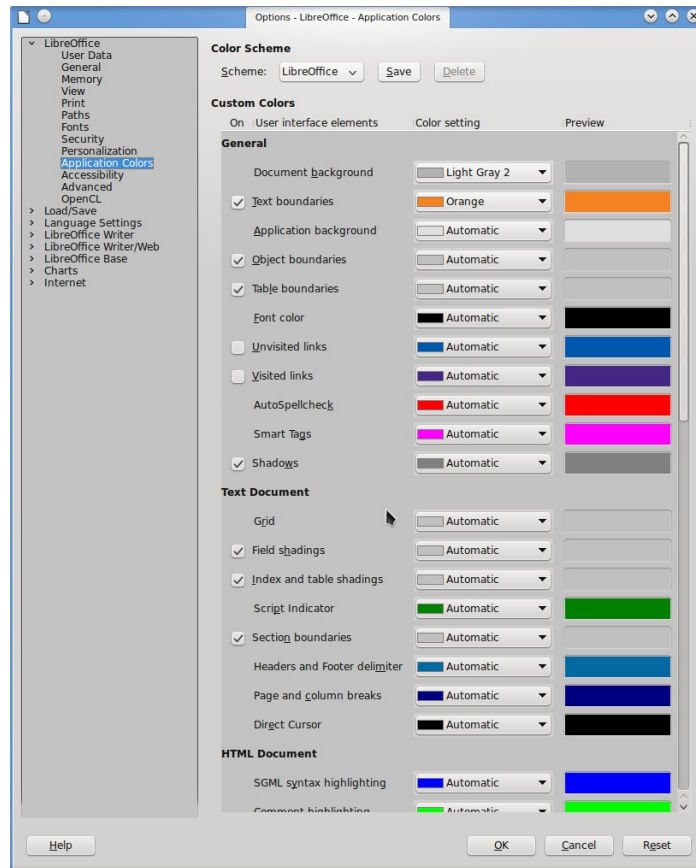 Options - LibreOffice - Application Colors
LibreOffice
User Data
General
Memory
View
Print
Paths
Fonts
Security
Personalization
Application Colors
Accessibility
Advanced
OpenCL
Load/Save
Language Settings
LibreOffice Writer
LibreOffice Writer/Web
LibreOffice Base
Charts
Internet
Color Scheme
Scheme: LibreOffice Save Delete
Custom Colors
On User interface elements Color setting Preview
General
Document background Light Gray 2
Text boundaries Orange
Application background Automatic
Object boundaries Automatic
Table boundaries Automatic
Font color Automatic
Unvisited links Automatic
Visited links Automatic
AutoSpellcheck Automatic
Smart Tags Automatic
Shadows Automatic
Text Document
Grid Automatic
Field shadings Automatic
Index and table shadings Automatic
Script Indicator Automatic
Section boundaries Automatic
Headers and Footer delimiter Automatic
Page and column breaks Automatic
Direct Cursor Automatic
HTML Document
SGML syntax highlighting Automatic
Comment highlighting Automatic
Help OK Cancel Reset